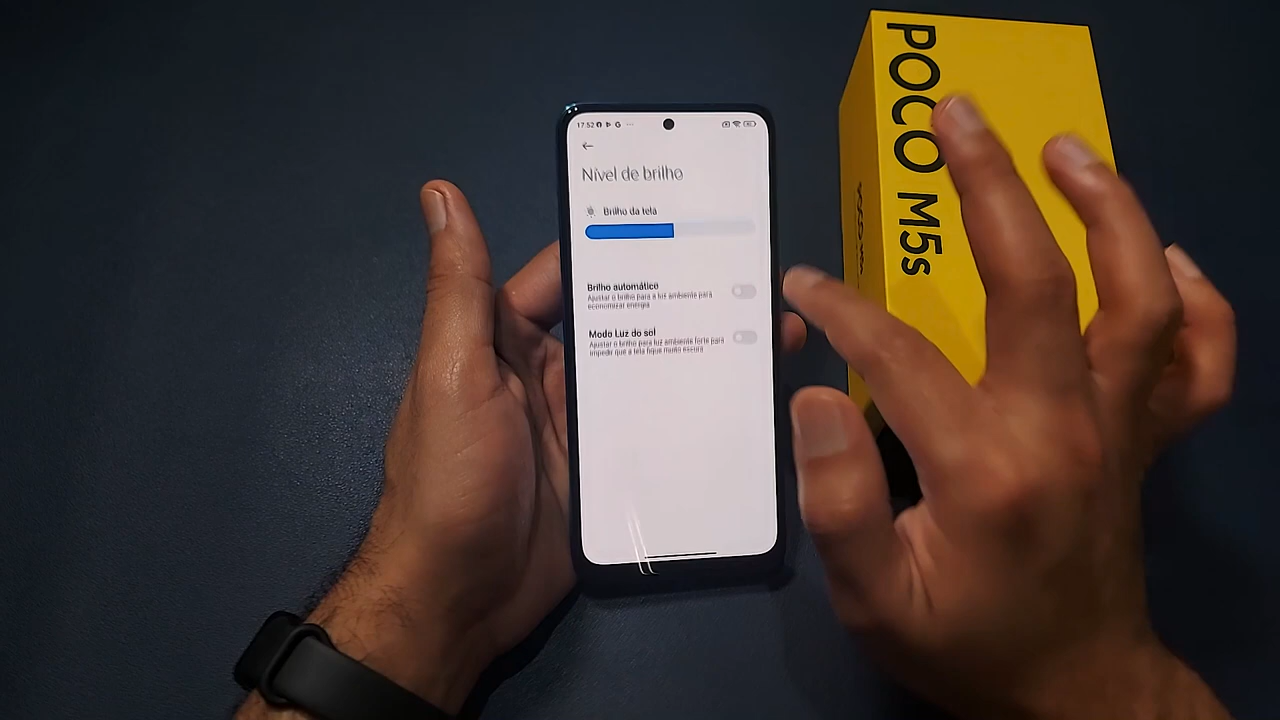 17:52
Nível de brilho
Brilho da tela
Brilho automático
Ajustar o brilho para a luz ambiente para
economizar energia
Modo Luz do sol
Ajustar o brilho para luz ambiente forte para
impedir que a tela fique muito escura
POCO M5s